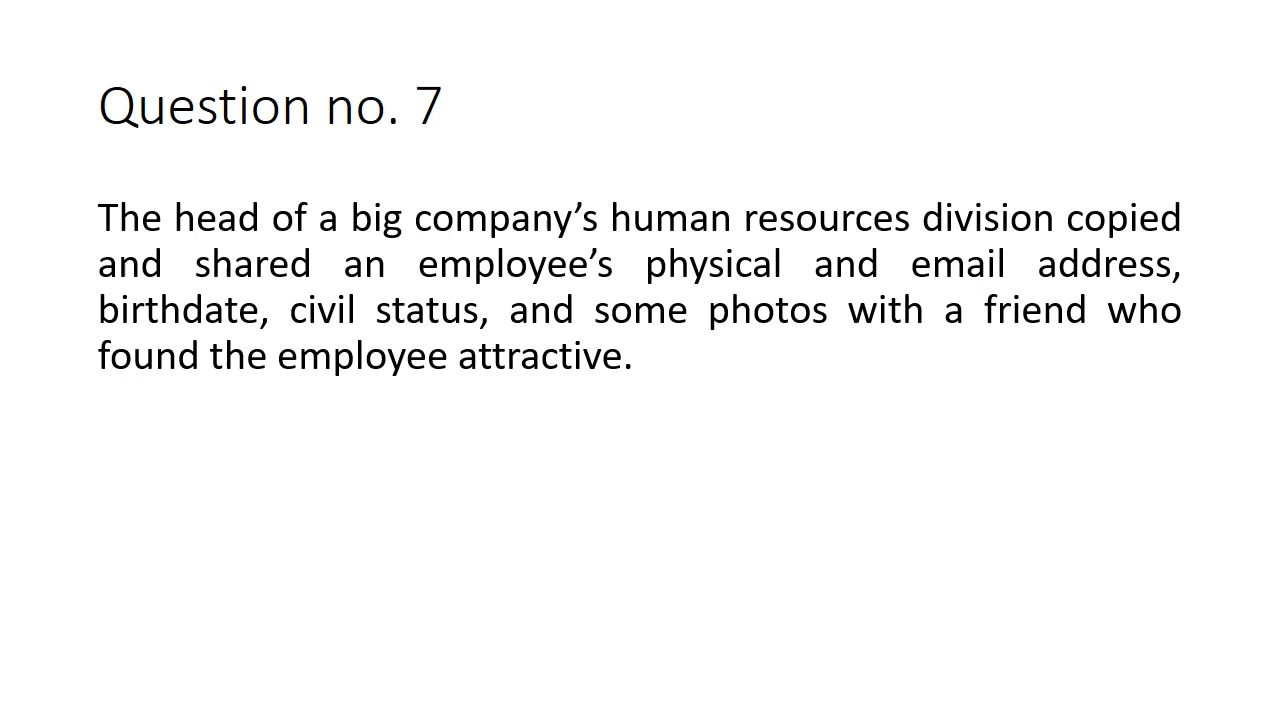 Question no. 7
The head of a big company’s human resources division copied
and shared an employee’s physical and email address,
birthdate, civil status, and some photos with a friend who
found the employee attractive.